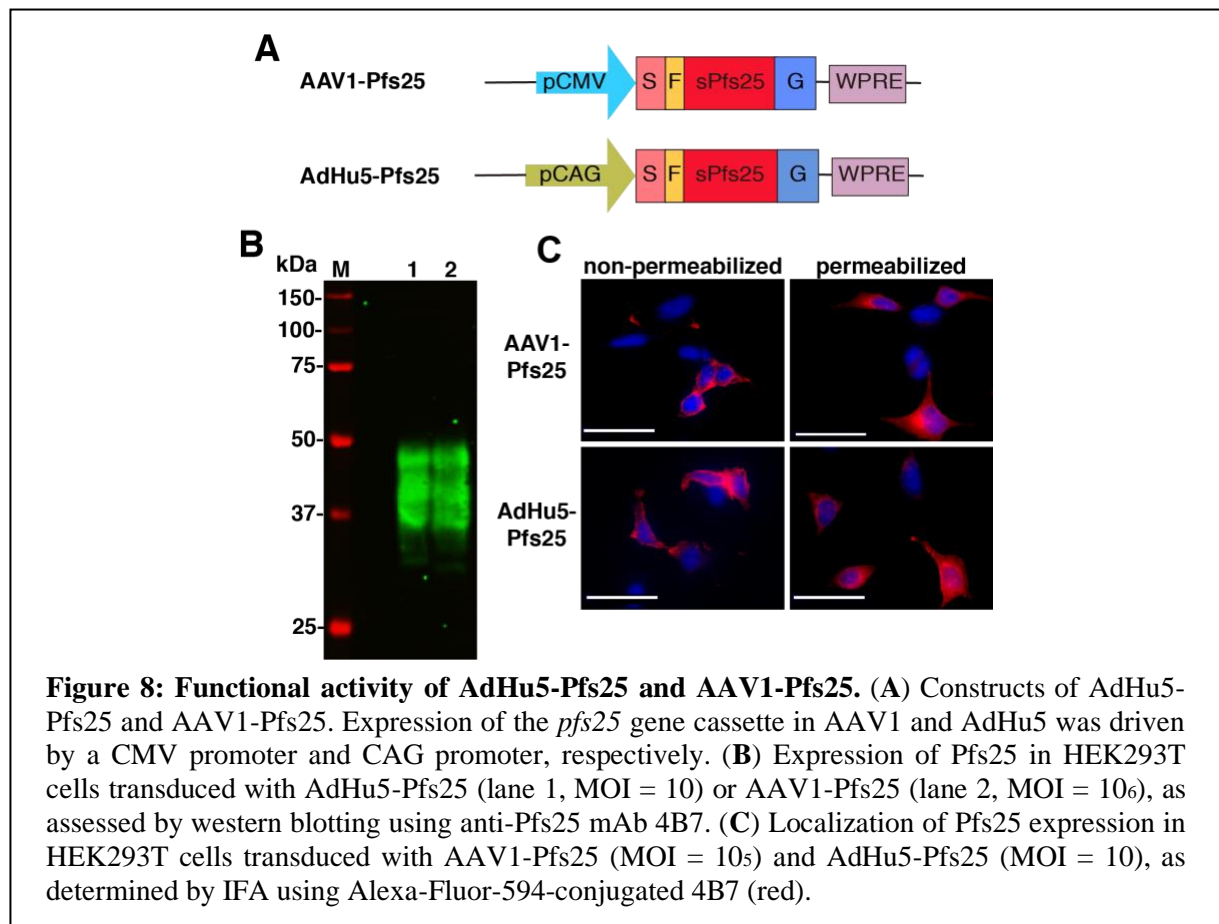 A
AAV1-Pfs25
pCMV S F sPfs25 G WPRE
AdHu5-Pfs25
pCAG S F sPfs25 G WPRE
B
kDa M 1 2
150-
100-
75-
50-
37-
25-
C
non-permeabilized permeabilized
AAV1-
Pfs25
AdHu5-
Pfs25
Figure 8: Functional activity of AdHu5-Pfs25 and AAV1-Pfs25. (A) Constructs of AdHu5-
Pfs25 and AAV1-Pfs25. Expression of the pfs25 gene cassette in AAV1 and AdHu5 was driven
by a CMV promoter and CAG promoter, respectively. (B) Expression of Pfs25 in HEK293T
cells transduced with AdHu5-Pfs25 (lane 1, MOI = 10) or AAV1-Pfs25 (lane 2, MOI = 10₆), as
assessed by western blotting using anti-Pfs25 mAb 4B7. (C) Localization of Pfs25 expression in
HEK293T cells transduced with AAV1-Pfs25 (MOI = 10₅) and AdHu5-Pfs25 (MOI = 10), as
determined by IFA using Alexa-Fluor-594-conjugated 4B7 (red).